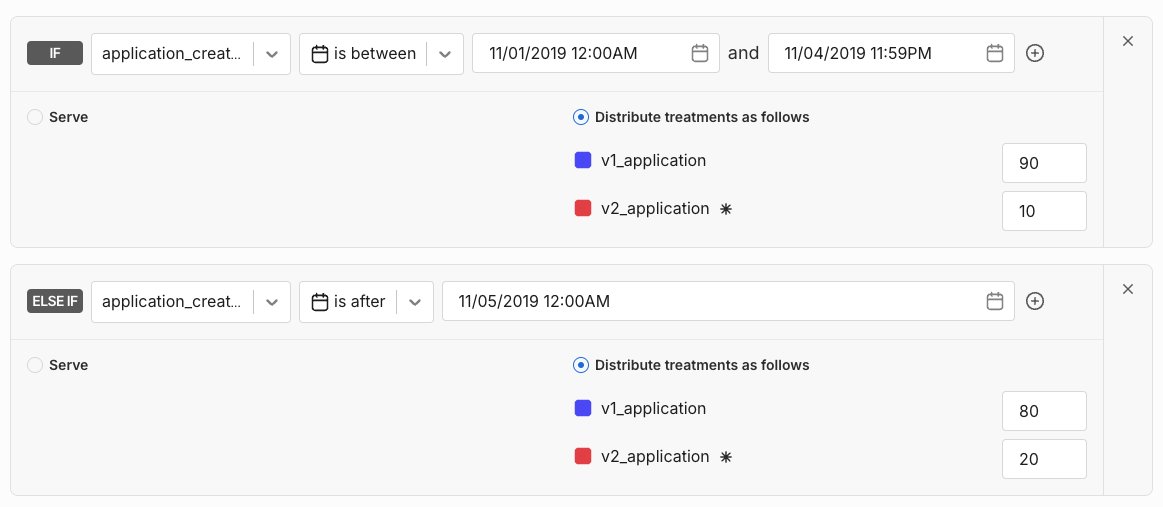 IF application_creat... is between 11/01/2019 12:00AM and 11/04/2019 11:59PM
Serve Distribute treatments as follows
v1_application 90
v2_application ✳ 10
ELSE IF application_creat... is after 11/05/2019 12:00AM
Serve Distribute treatments as follows
v1_application 80
v2_application ✳ 20